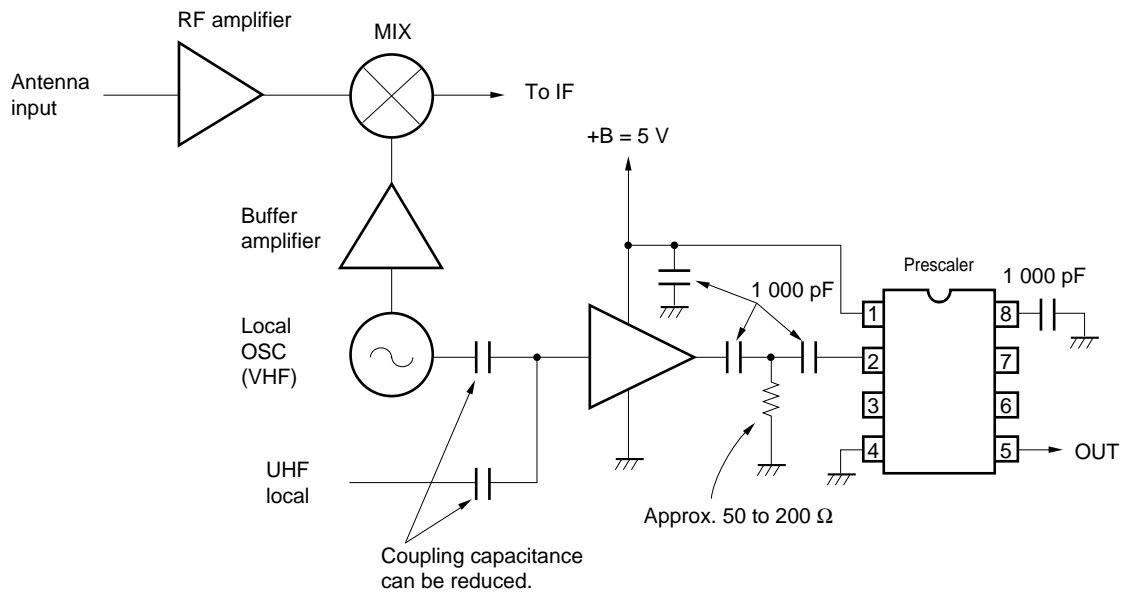 RF amplifier
MIX
Antenna
input
To IF
+B = 5 V
Buffer
amplifier
Prescaler
1 000 pF
1 000 pF
Local
OSC
(VHF)
1
2
3
4
8
7
6
5
OUT
UHF
local
Approx. 50 to 200 Ω
Coupling capacitance
can be reduced.